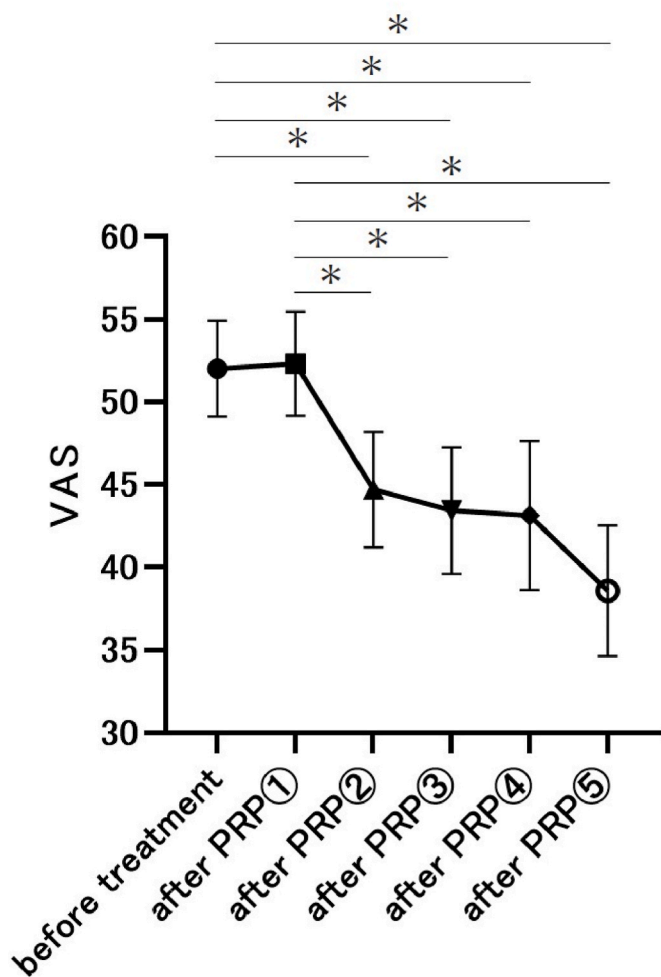 *
*
*
*
*
*
*
*
60
55
50
45
40
35
30
VAS
before treatment
after PRP①
after PRP②
after PRP③
after PRP④
after PRP⑤